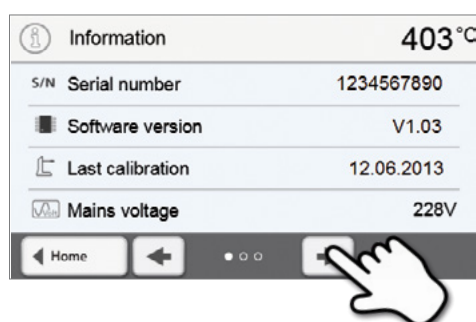 Information 403°C
S/N Serial number 1234567890
Software version V1.03
Last calibration 12.06.2013
Mains voltage 228V
Home